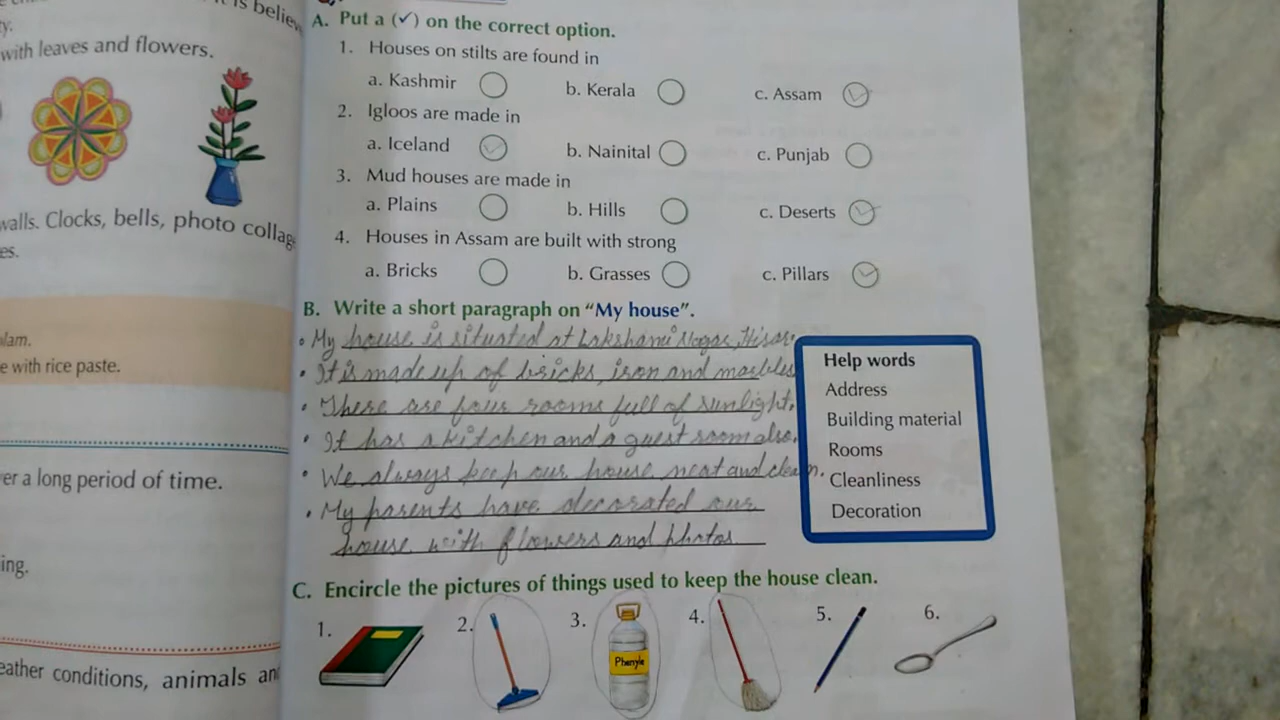 is believ
ty.
with leaves and flowers.
walls. Clocks, bells, photo collag
es.
lam.
e with rice paste.
er a long period of time.
ing.
eather conditions, animals an
A. Put a (✓) on the correct option.
1. Houses on stilts are found in
a. Kashmir b. Kerala c. Assam ✓
2. Igloos are made in
a. Iceland ✓ b. Nainital c. Punjab
3. Mud houses are made in
a. Plains b. Hills c. Deserts ✓
4. Houses in Assam are built with strong
a. Bricks b. Grasses c. Pillars ✓
B. Write a short paragraph on “My house”.
• My house is situated at Lakshami Nagar, Hisar.
• It is made up of bricks, iron and marbles
• There are four rooms full of sunlight.
• It has a kitchen and a guest room also.
• We always keep our house neat and clean.
• My parents have decorated our
house with flowers and photos
Help words
Address
Building material
Rooms
Cleanliness
Decoration
C. Encircle the pictures of things used to keep the house clean.
1. 2. 3. 4. 5. 6.
Phenyle